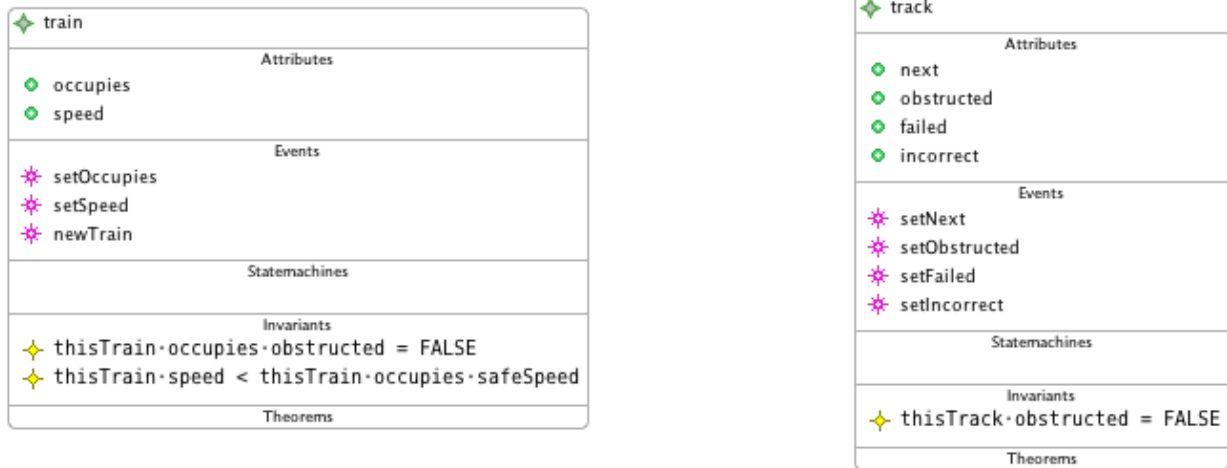 train
Attributes
occupies
speed
Events
setOccupies
setSpeed
newTrain
Statemachines
Invariants
thisTrain·occupies·obstructed = FALSE
thisTrain·speed < thisTrain·occupies·safeSpeed
Theorems
track
Attributes
next
obstructed
failed
incorrect
Events
setNext
setObstructed
setFailed
setIncorrect
Statemachines
Invariants
thisTrack·obstructed = FALSE
Theorems